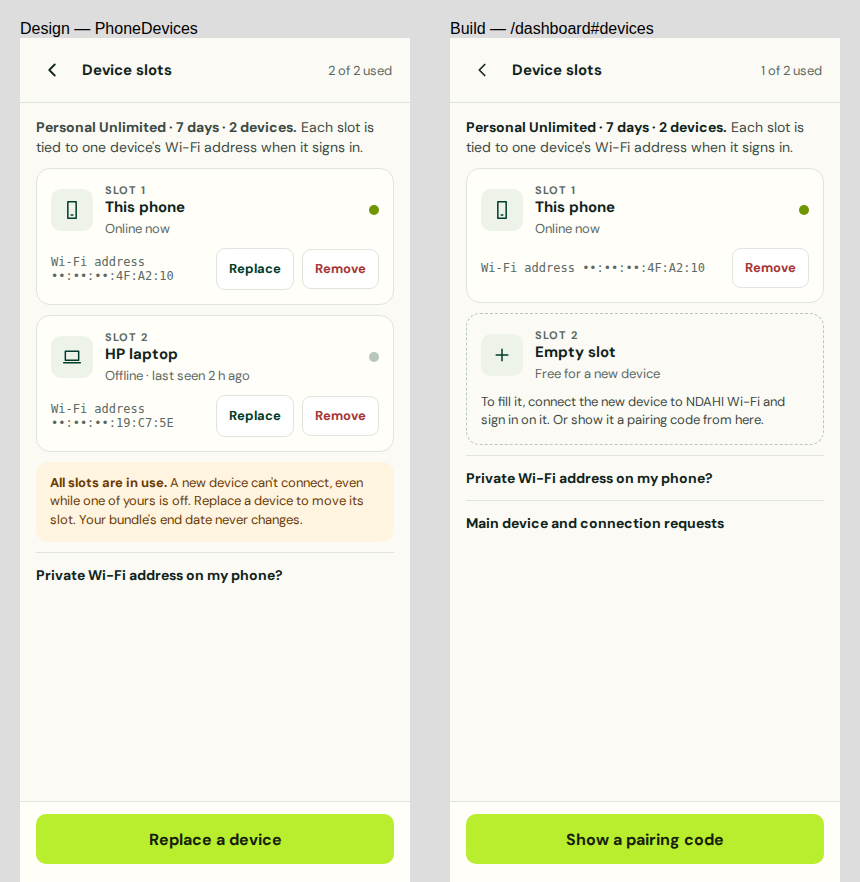 Design — PhoneDevices
Device slots
2 of 2 used
Personal Unlimited · 7 days · 2 devices. Each slot is
tied to one device's Wi-Fi address when it signs in.
SLOT 1
This phone
Online now
Wi-Fi address
••:••:••:4F:A2:10
Replace
Remove
SLOT 2
HP laptop
Offline · last seen 2 h ago
Wi-Fi address
••:••:••:19:C7:5E
Replace
Remove
All slots are in use. A new device can't connect, even
while one of yours is off. Replace a device to move its
slot. Your bundle's end date never changes.
Private Wi-Fi address on my phone?
Replace a device
Build — /dashboard#devices
Device slots
1 of 2 used
Personal Unlimited · 7 days · 2 devices. Each slot is
tied to one device's Wi-Fi address when it signs in.
SLOT 1
This phone
Online now
Wi-Fi address ••:••:••:4F:A2:10
Remove
SLOT 2
Empty slot
Free for a new device
To fill it, connect the new device to NDAHI Wi-Fi and
sign in on it. Or show it a pairing code from here.
Private Wi-Fi address on my phone?
Main device and connection requests
Show a pairing code